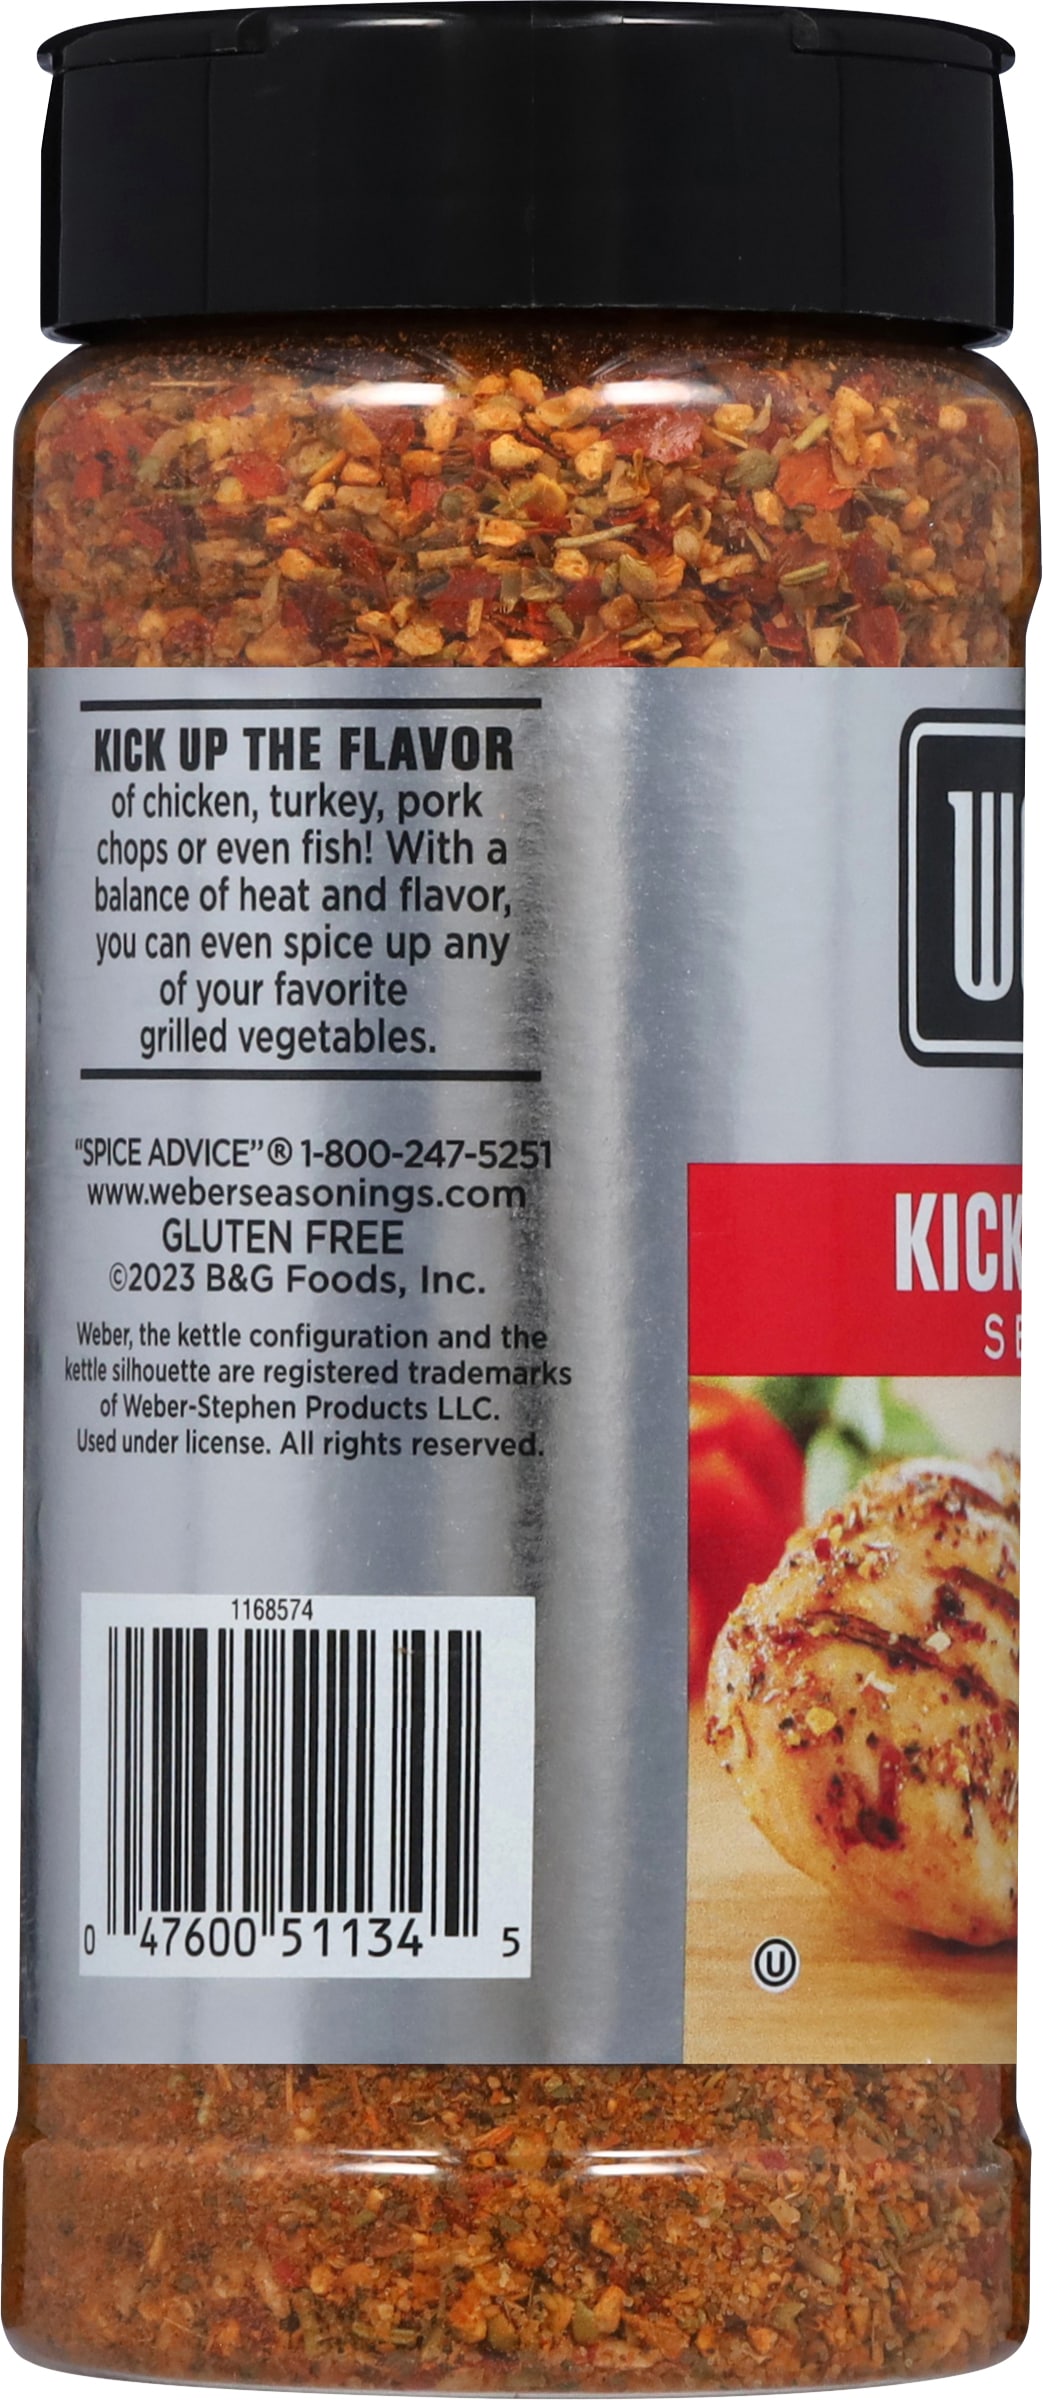 KICK UP THE FLAVOR
of chicken, turkey, pork
chops or even fish! With a
balance of heat and flavor,
you can even spice up any
of your favorite
grilled vegetables.
"SPICE ADVICE"® 1-800-247-5251
www.weberseasonings.com
GLUTEN FREE
©2023 B&G Foods, Inc.
Weber, the kettle configuration and the
kettle silhouette are registered trademarks
of Weber-Stephen Products LLC.
Used under license. All rights reserved.
1168574
0 47600 51134 5
KICK
U